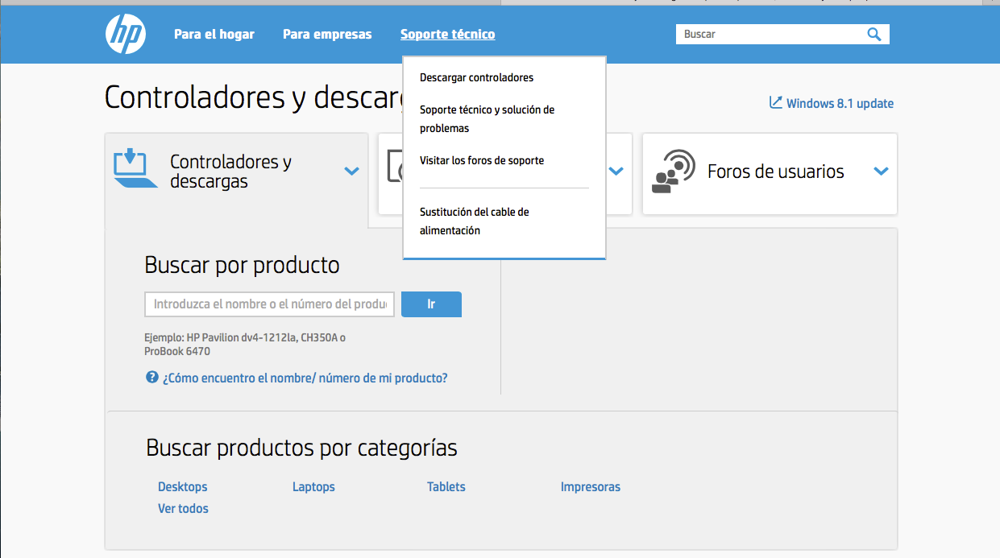 hp
Para el hogar
Para empresas
Soporte técnico
Buscar
Descargar controladores
Soporte técnico y solución de
problemas
Visitar los foros de soporte
Sustitución del cable de
alimentación
Controladores y descar
Windows 8.1 update
Controladores y
descargas
Foros de usuarios
Buscar por producto
Introduzca el nombre o el número del produ
Ir
Ejemplo: HP Pavilion dv4-1212la, CH350A o
ProBook 6470
? ¿Cómo encuentro el nombre/ número de mi producto?
Buscar productos por categorías
Desktops
Laptops
Tablets
Impresoras
Ver todos